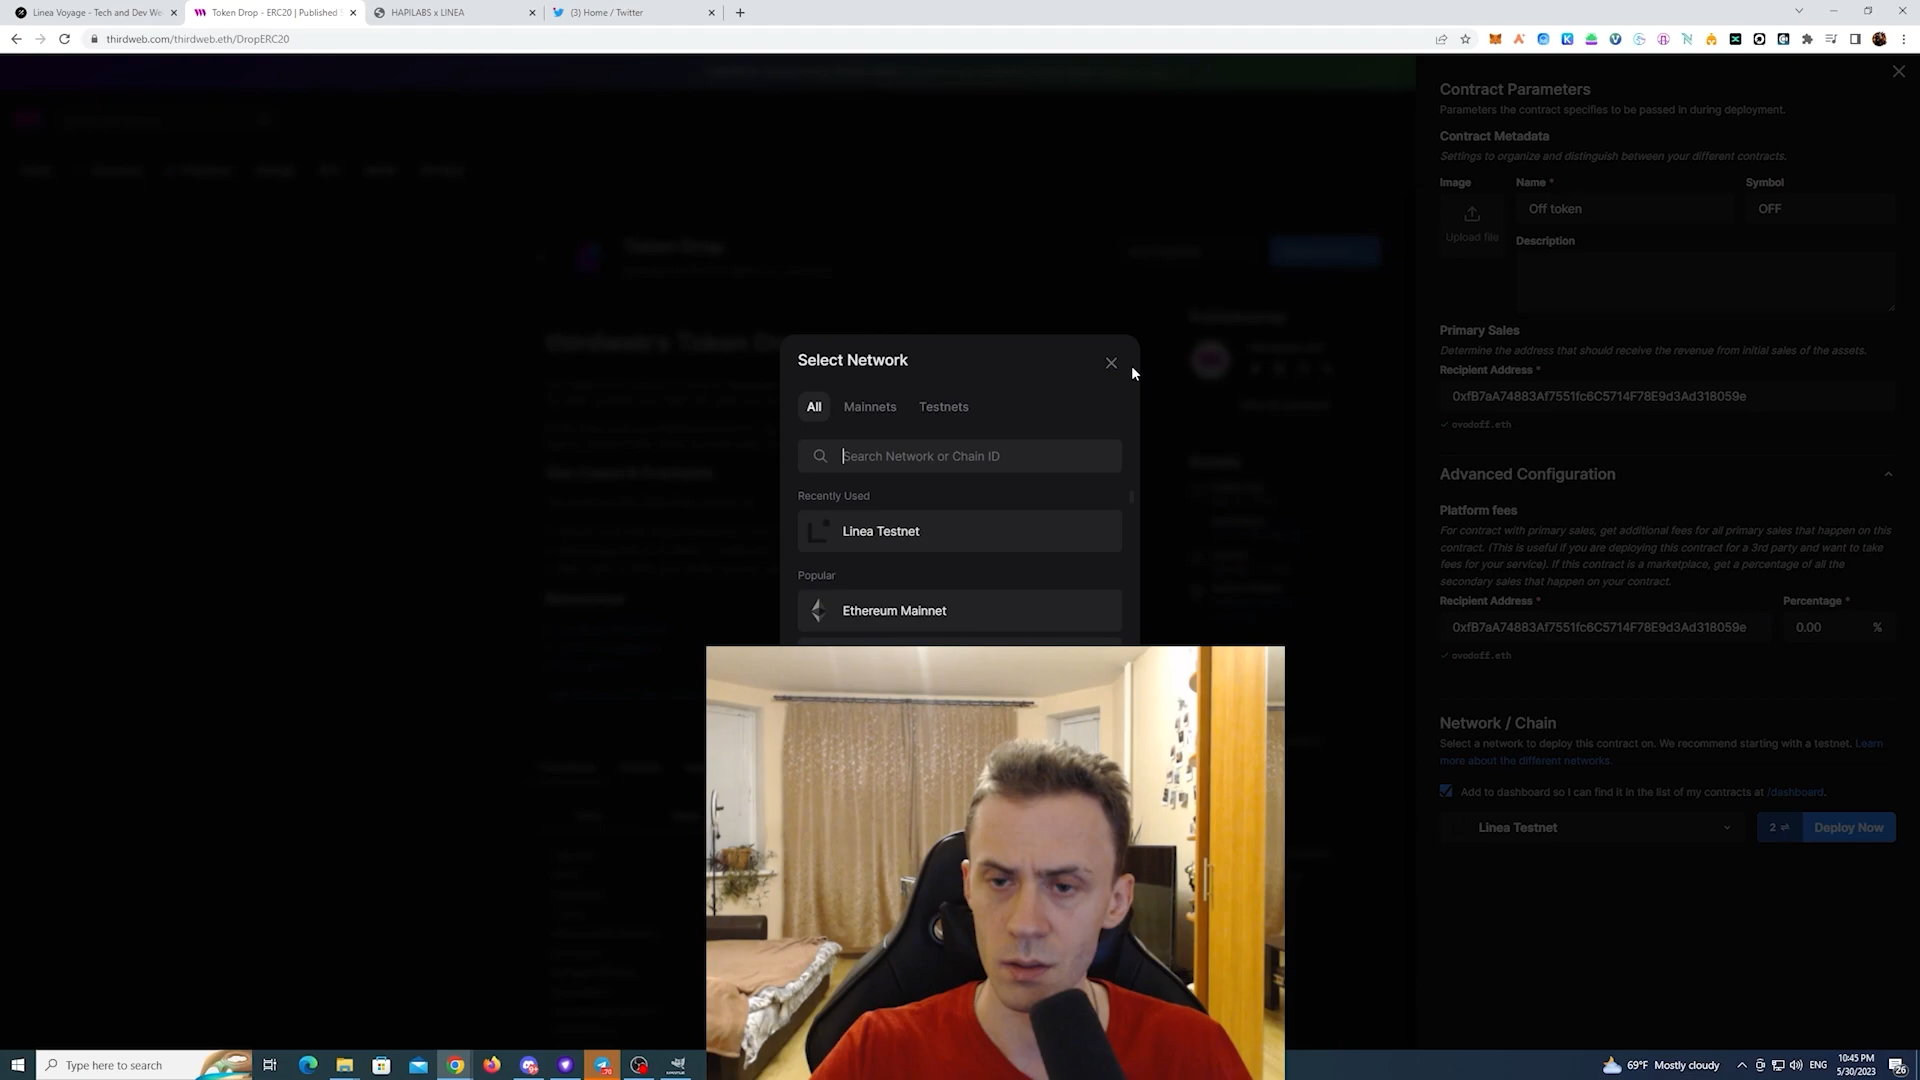 Linea Voyage - Tech and Dev We
Token Drop - ERC20 | Published S
HAPILABS x LINEA
(3) Home / Twitter
thirdweb.com/thirdweb.eth/DropERC20
Token Drop
Select Network
All
Mainnets
Testnets
Search Network or Chain ID
Recently Used
Linea Testnet
Popular
Ethereum Mainnet
Contract Parameters
Parameters the contract specifies to be passed in during deployment.
Contract Metadata
Settings to organize and distinguish between your different contracts.
Image
Name *
Symbol
Upload file
Off token
OFF
Description
Primary Sales
Determine the address that should receive the revenue from initial sales of the assets.
Recipient Address *
0xfB7aA74883Af7551fc6C5714F78E9d3Ad318059e
ovodoff.eth
Advanced Configuration
Platform fees
For contract with primary sales, get additional fees for all primary sales that happen on this
contract. (This is useful if you are deploying this contract for a 3rd party and want to take
fees for your service). If this contract is a marketplace, get a percentage of all the
secondary sales that happen on your contract.
Recipient Address *
Percentage *
0xfB7aA74883Af7551fc6C5714F78E9d3Ad318059e
0.00
%
ovodoff.eth
Network / Chain
Select a network to deploy this contract on. We recommend starting with a testnet. Learn
more about the different networks.
Add to dashboard so I can find it in the list of my contracts at /dashboard.
Linea Testnet
2
Deploy Now
Type here to search
69°F Mostly cloudy
ENG
10:45 PM
5/30/2023
26